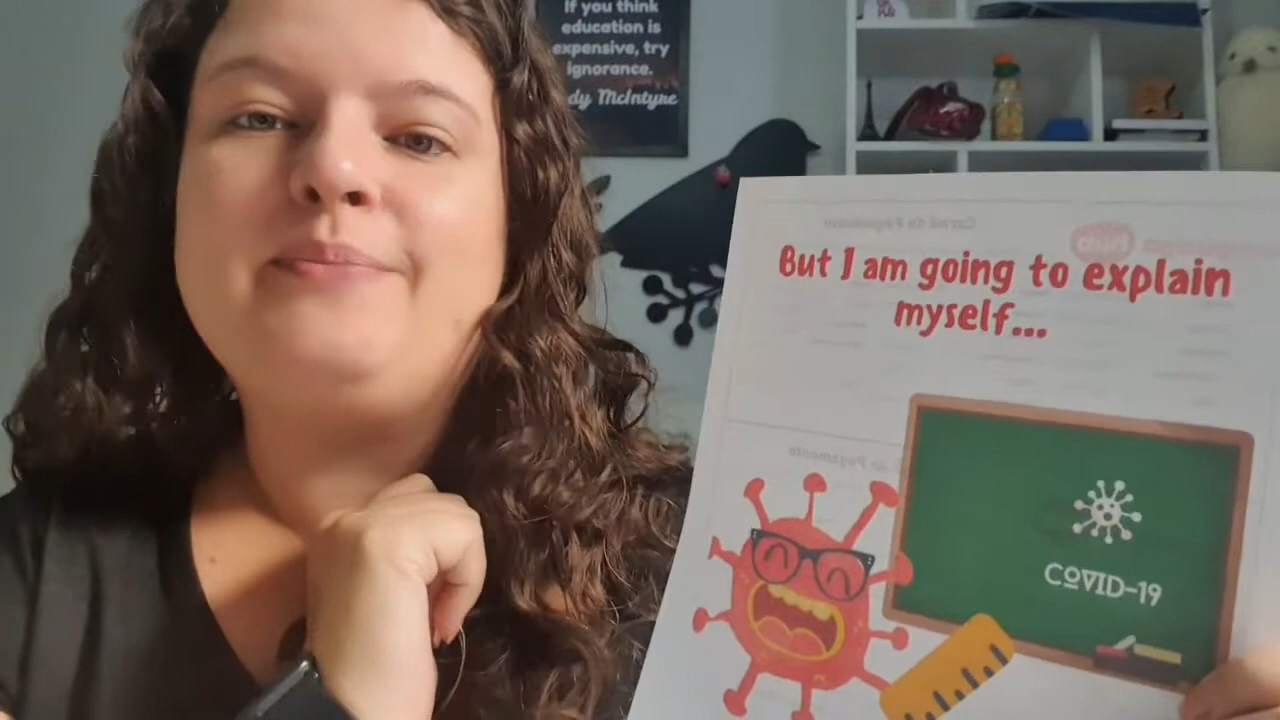 If you think
education is
expensive, try
ignorance.
dy McIntyre
But I am going to explain
myself...
COVID-19